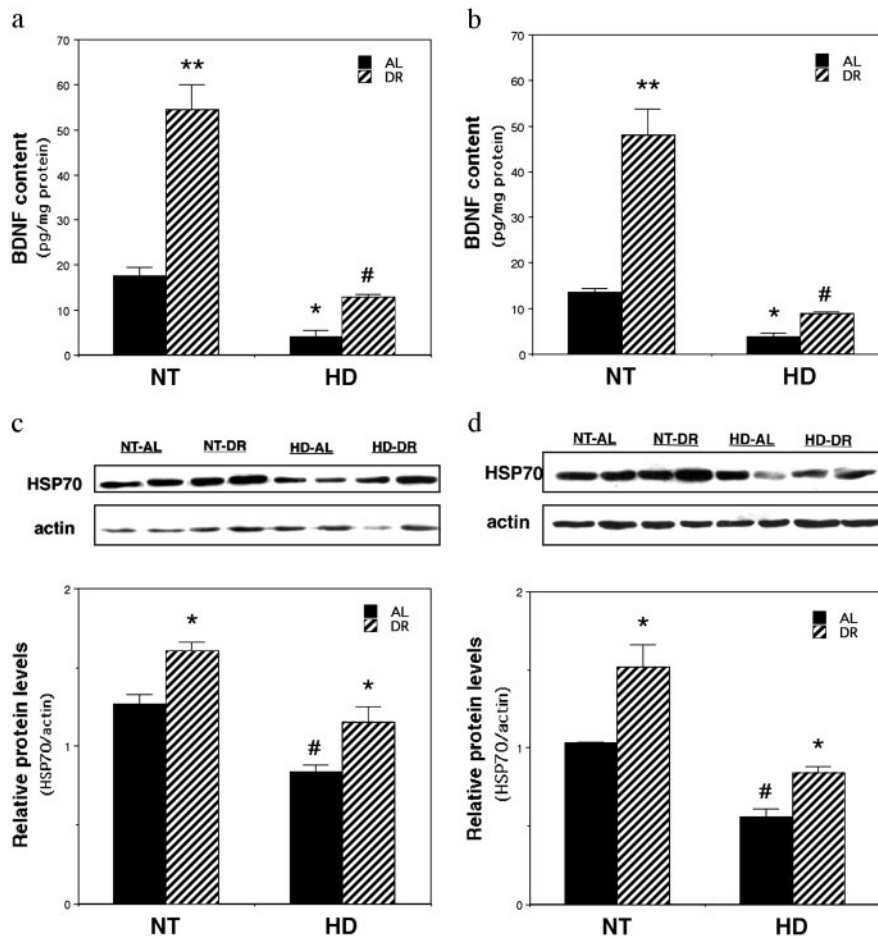 a
70
60
50
40
30
20
10
0
BDNF content
(pg/mg protein)
AL
DR
**
*
#
NT HD
b
70
60
50
40
30
20
10
0
BDNF content
(pg/mg protein)
AL
DR
**
*
#
NT HD
c
NT-AL NT-DR HD-AL HD-DR
HSP70
actin
2
1
0
Relative protein levels
(HSP70/actin)
AL
DR
*
#
*
NT HD
d
NT-AL NT-DR HD-AL HD-DR
HSP70
actin
2
1
0
Relative protein levels
(HSP70/actin)
AL
DR
*
#
*
NT HD